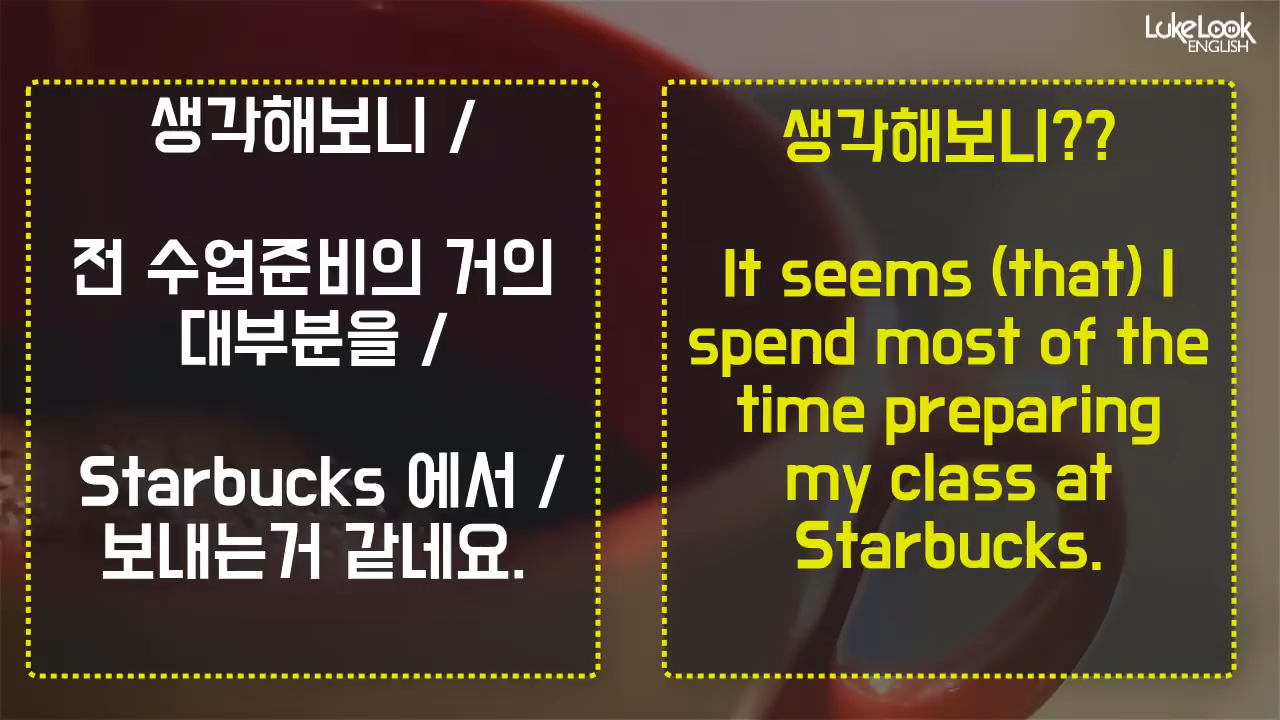 LukeLook
ENGLISH
생각해보니 /
전 수업준비의 거의
대부분을 /
Starbucks 에서 /
보내는거 같네요.
생각해보니??
It seems (that) I
spend most of the
time preparing
my class at
Starbucks.